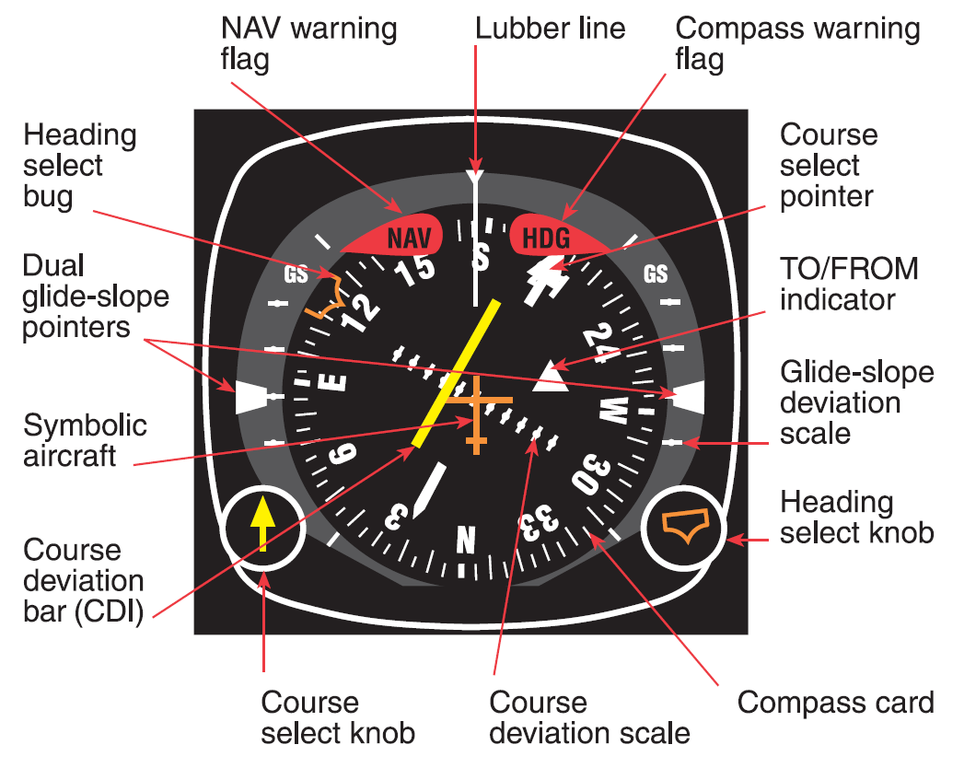 NAV warning
flag
Lubber line
Compass warning
flag
Heading
select
bug
Course
select
pointer
NAV
HDG
S
15
GS
GS
12
24
Dual
glide-slope
pointers
TO/FROM
indicator
E
W
Glide-slope
deviation
scale
Symbolic
aircraft
6
30
3
33
N
Heading
select knob
Course
deviation
bar (CDI)
Course
select knob
Course
deviation scale
Compass card